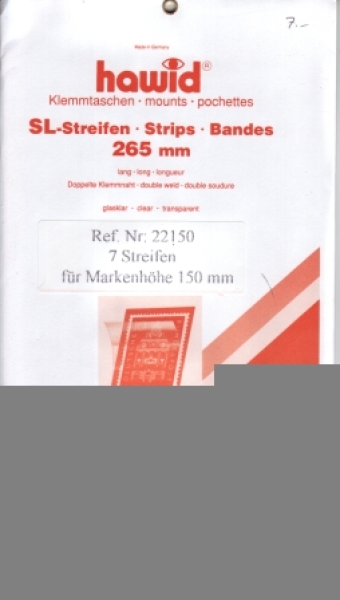 7.-
Made in Germany
hawid®
Klemmtaschen · mounts · pochettes
SL-Streifen · Strips · Bandes
265 mm
lang · long · longueur
Doppelte Klemmnaht · double weld · double soudure
glasklar · clear · transparent
Ref. Nr: 22150
7 Streifen
für Markenhöhe 150 mm